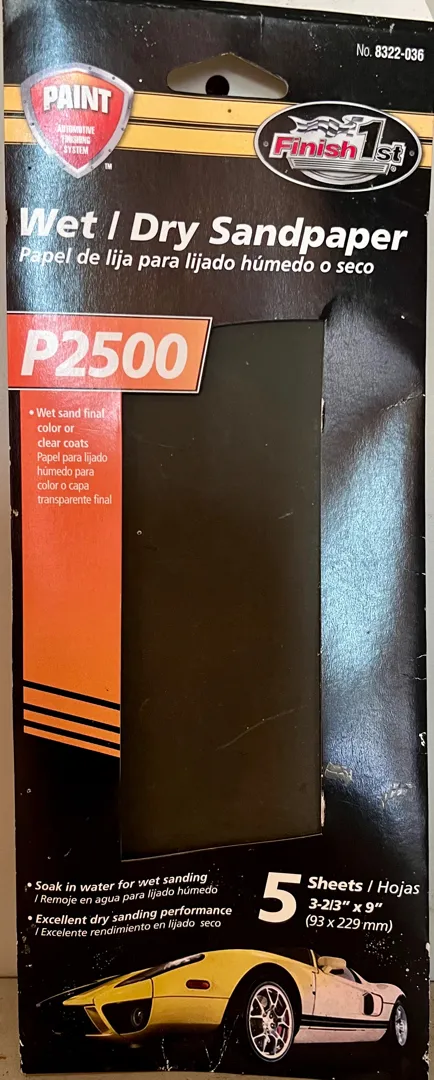 No. 8322-036
PAINT
AUTOMOTIVE
FINISHING
SYSTEM
™
Finish 1st
Wet / Dry Sandpaper
Papel de lija para lijado húmedo o seco
P2500
• Wet sand final
color or
clear coats
Papel para lijado
húmedo para
color o capa
transparente final
• Soak in water for wet sanding
/ Remoje en agua para lijado húmedo
• Excellent dry sanding performance
/ Excelente rendimiento en lijado seco
5 Sheets / Hojas
3-2/3" x 9"
(93 x 229 mm)